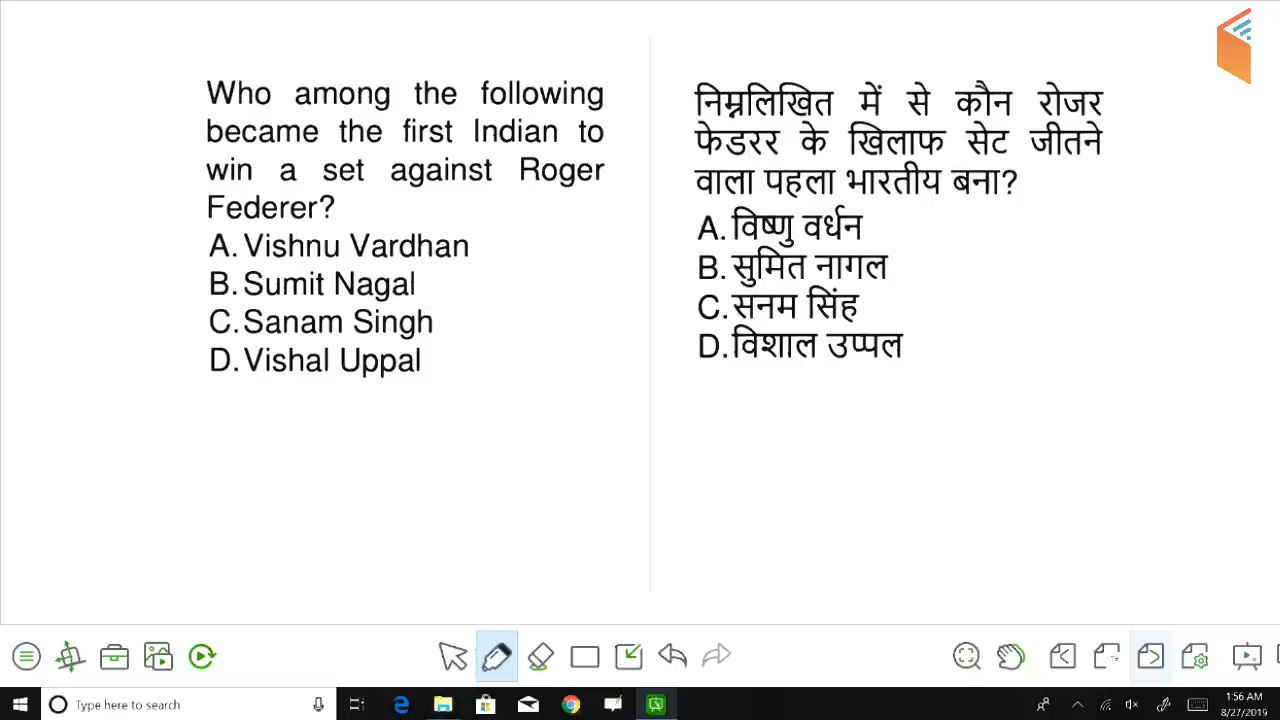 Who among the following
became the first Indian to
win a set against Roger
Federer?
A. Vishnu Vardhan
B. Sumit Nagal
C. Sanam Singh
D. Vishal Uppal
निम्नलिखित में से कौन रोजर
फेडरर के खिलाफ सेट जीतने
वाला पहला भारतीय बना?
A. विष्णु वर्धन
B. सुमित नागल
C. सनम सिंह
D. विशाल उप्पल
Type here to search
1:56 AM
8/27/2019